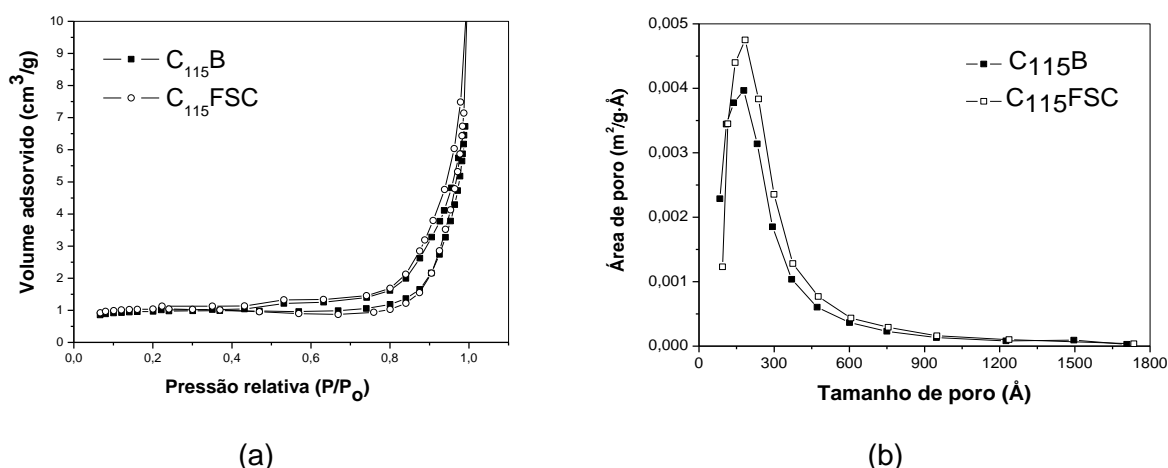 10
9
8
7
6
5
4
3
2
1
0
Volume adsorvido (cm³/g)
C₁₁₅B
C₁₁₅FSC
0,0 0,2 0,4 0,6 0,8 1,0
Pressão relativa (P/Pₒ)
(a)
0,005
0,004
0,003
0,002
0,001
0,000
Área de poro (m²/g·Å)
C₁₁₅B
C₁₁₅FSC
0 300 600 900 1200 1500 1800
Tamanho de poro (Å)
(b)